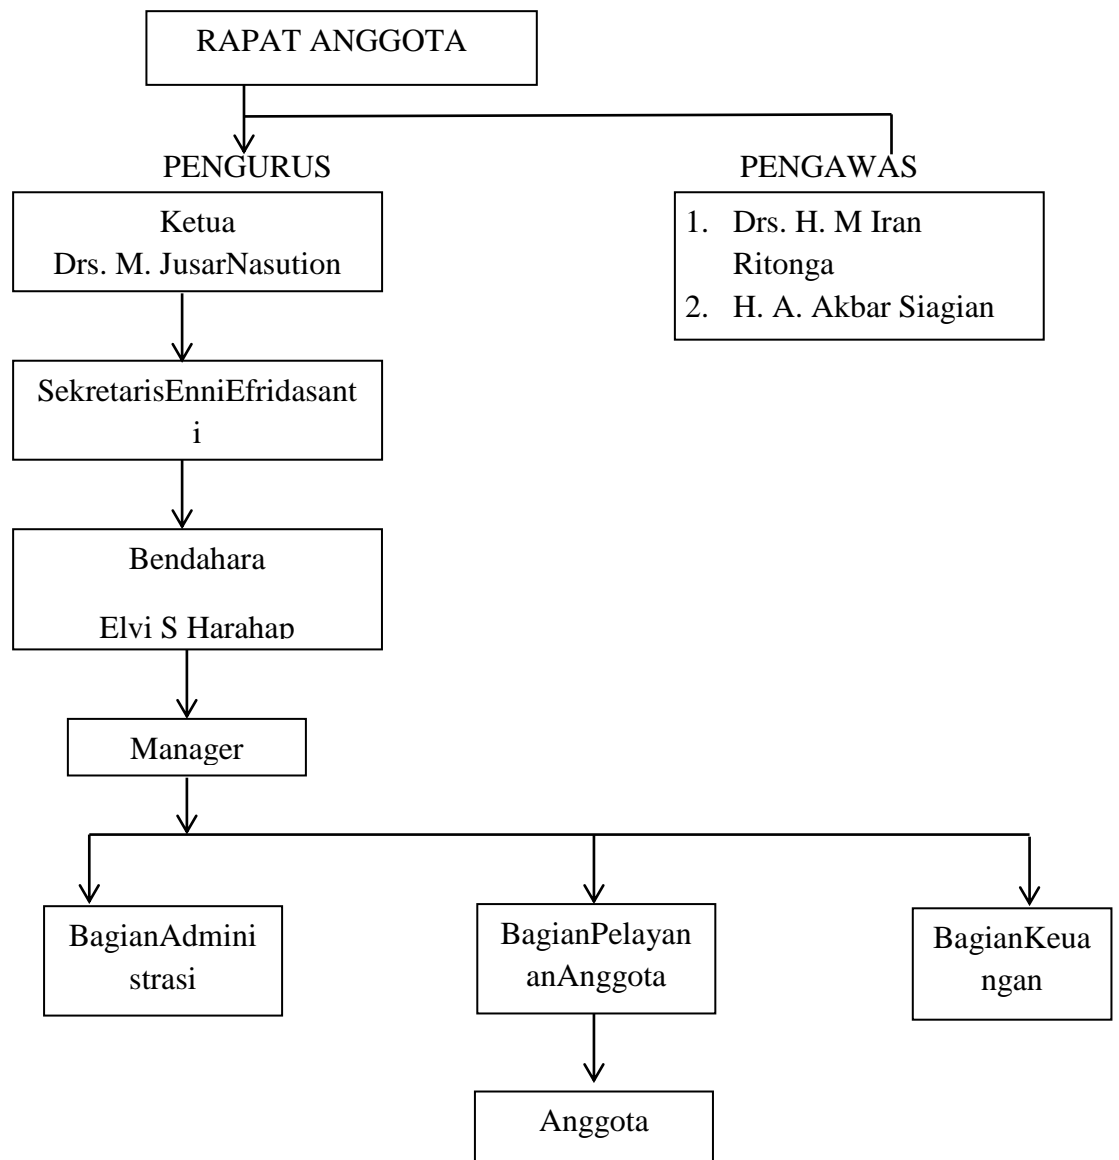 RAPAT ANGGOTA
PENGURUS
PENGAWAS
Ketua
Drs. M. JusarNasution
1. Drs. H. M Iran
Ritonga
2. H. A. Akbar Siagian
SekretarisEnniEfridasant
i
Bendahara
Elvi S Harahap
Manager
BagianAdmini
strasi
BagianPelayan
anAnggota
BagianKeua
ngan
Anggota